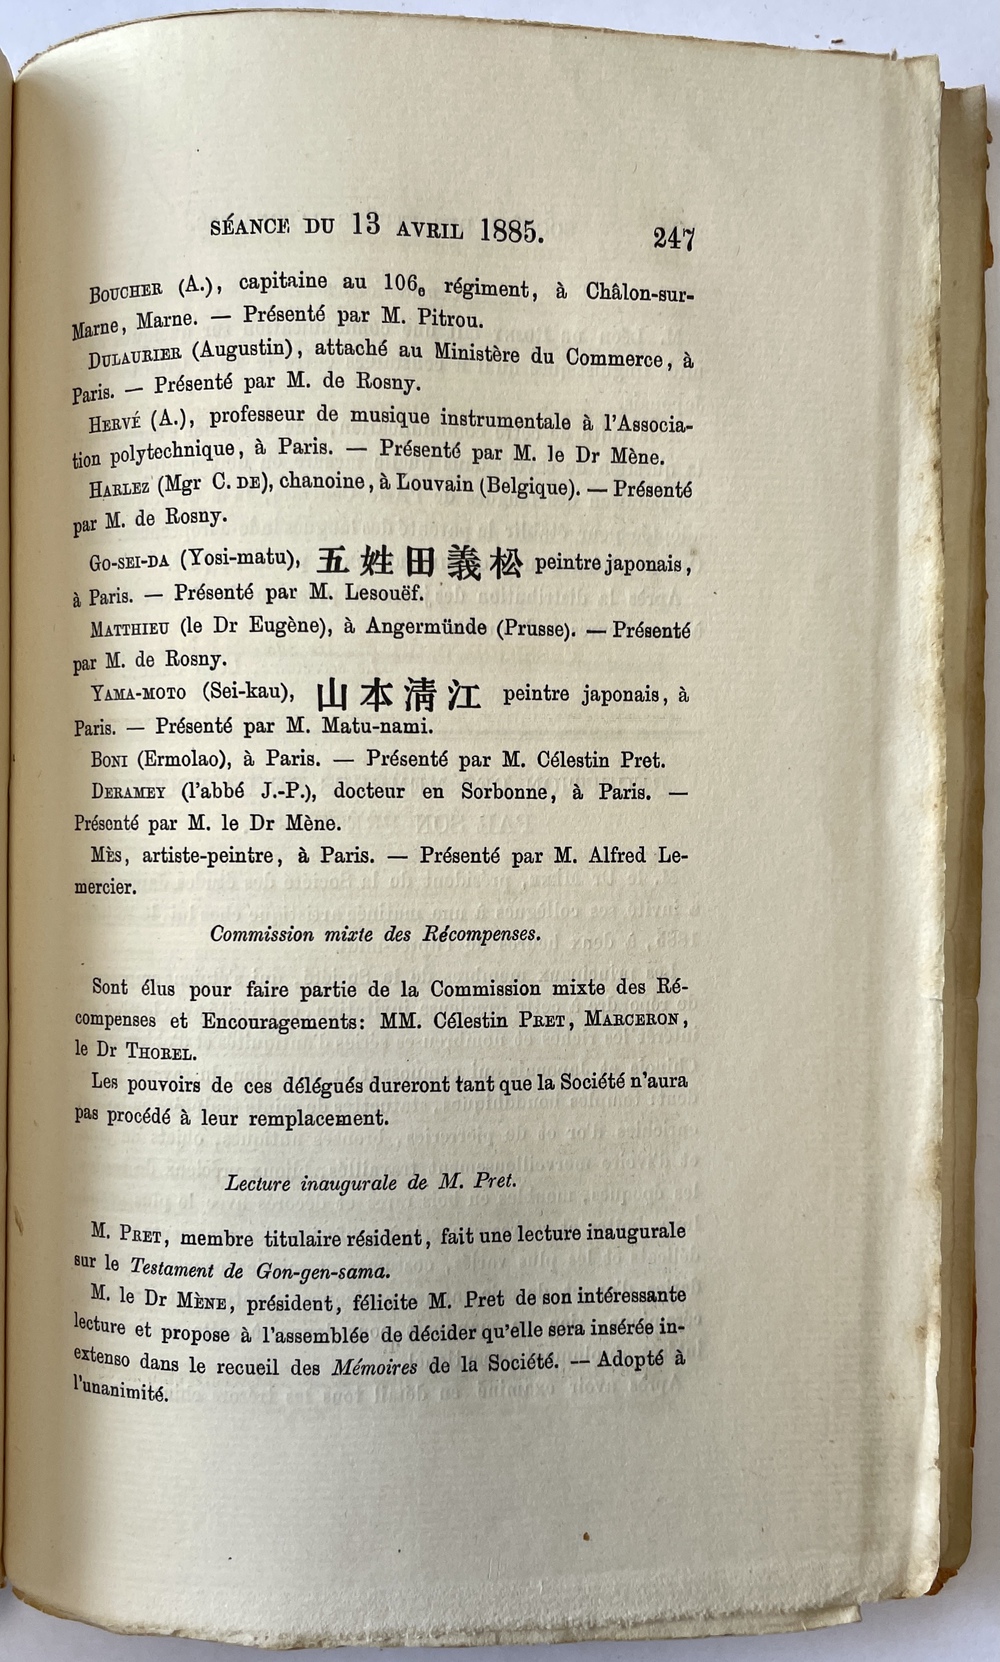 SÉANCE DU 13 AVRIL 1885. 247
BOUCHER (A.), capitaine au 106e régiment, à Châlon-sur-
Marne, Marne. — Présenté par M. Pitrou.
DULAURIER (Augustin), attaché au Ministère du Commerce, à
Paris. — Présenté par M. de Rosny.
HERVÉ (A.), professeur de musique instrumentale à l'Associa-
tion polytechnique, à Paris. — Présenté par M. le Dr Mène.
HARLEZ (Mgr C. DE), chanoine, à Louvain (Belgique). — Présenté
par M. de Rosny.
GO-SEI-DA (Yosi-matu), 五姓田義松 peintre japonais,
à Paris. — Présenté par M. Lesouëf.
MATTHIEU (le Dr Eugène), à Angermünde (Prusse). — Présenté
par M. de Rosny.
YAMA-MOTO (Sei-kau), 山本淸江 peintre japonais, à
Paris. — Présenté par M. Matu-nami.
BONI (Ermolao), à Paris. — Présenté par M. Célestin Pret.
DERAMEY (l'abbé J.-P.), docteur en Sorbonne, à Paris. —
Présenté par M. le Dr Mène.
MÈS, artiste-peintre, à Paris. — Présenté par M. Alfred Le-
mercier.
Commission mixte des Récompenses.
Sont élus pour faire partie de la Commission mixte des Ré-
compenses et Encouragements: MM. Célestin PRET, MARCERON,
le Dr THOREL.
Les pouvoirs de ces délégués dureront tant que la Société n'aura
pas procédé à leur remplacement.
Lecture inaugurale de M. Pret.
M. PRET, membre titulaire résident, fait une lecture inaugurale
sur le Testament de Gon-gen-sama.
M. le Dr MÈNE, président, félicite M. Pret de son intéressante
lecture et propose à l'assemblée de décider qu'elle sera insérée in-
extenso dans le recueil des Mémoires de la Société. — Adopté à
l'unanimité.